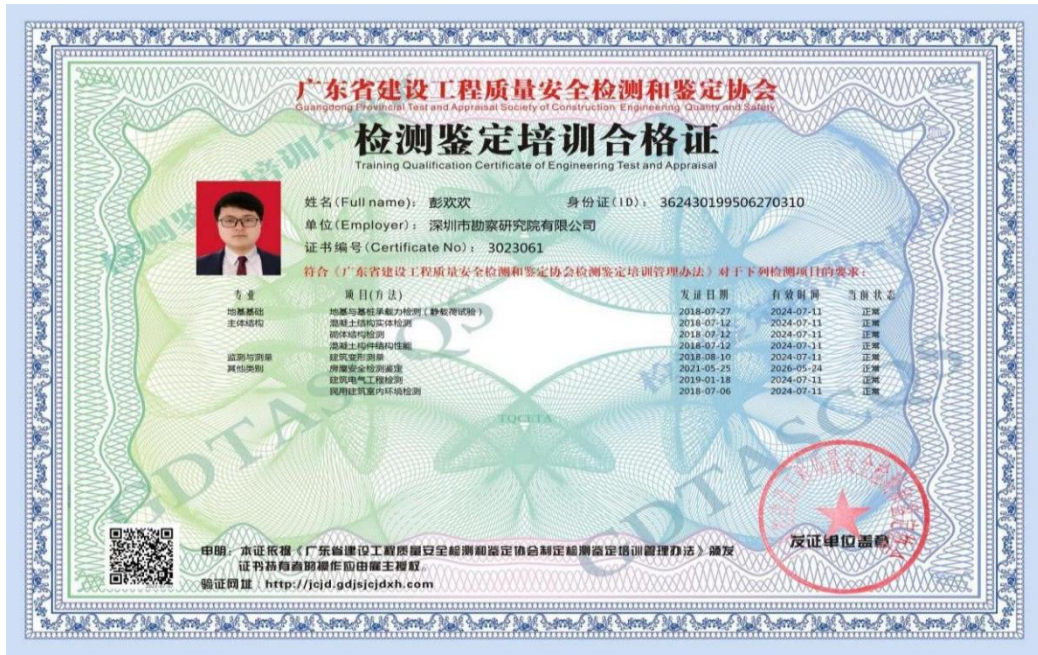 广东省建设工程质量安全检测和鉴定协会
Guangdong Provincial Test and Appraisal Society of Construction Engineering Quality and Safety
检测鉴定培训合格证
Training Qualification Certificate of Engineering Test and Appraisal
姓名(Full name): 彭欢欢 身份证(ID): 362430199506270310
单位(Employer): 深圳市勘察研究院有限公司
证书编号(Certificate No): 3023061
符合《广东省建设工程质量安全检测和鉴定协会检测鉴定培训管理办法》对于下列检测项目的要求:
专业 项目(方法) 发证日期 有效时间 当前状态
地基基础 地基与基桩承载力检测(静载荷试验) 2018-07-27 2024-07-11 正常
主体结构 混凝土结构实体检测 2018-07-12 2024-07-11 正常
砌体结构检测 2018-07-12 2024-07-11 正常
混凝土构件结构性能 2018-07-12 2024-07-11 正常
监测与测量 建筑变形测量 2018-08-10 2024-07-11 正常
其他类别 房屋安全检测鉴定 2021-05-25 2026-05-24 正常
建筑电气工程检测 2019-01-18 2024-07-11 正常
民用建筑室内环境检测 2018-07-06 2024-07-11 正常
TQCETA
GDTASCQS
GDTASCQS
发证单位盖章
申明: 本证依据《广东省建设工程质量安全检测和鉴定协会制定检测鉴定培训管理办法》颁发
证书持有者的操作应由雇主授权。
验证网址: http://jcjd.gdjsjcjdxh.com